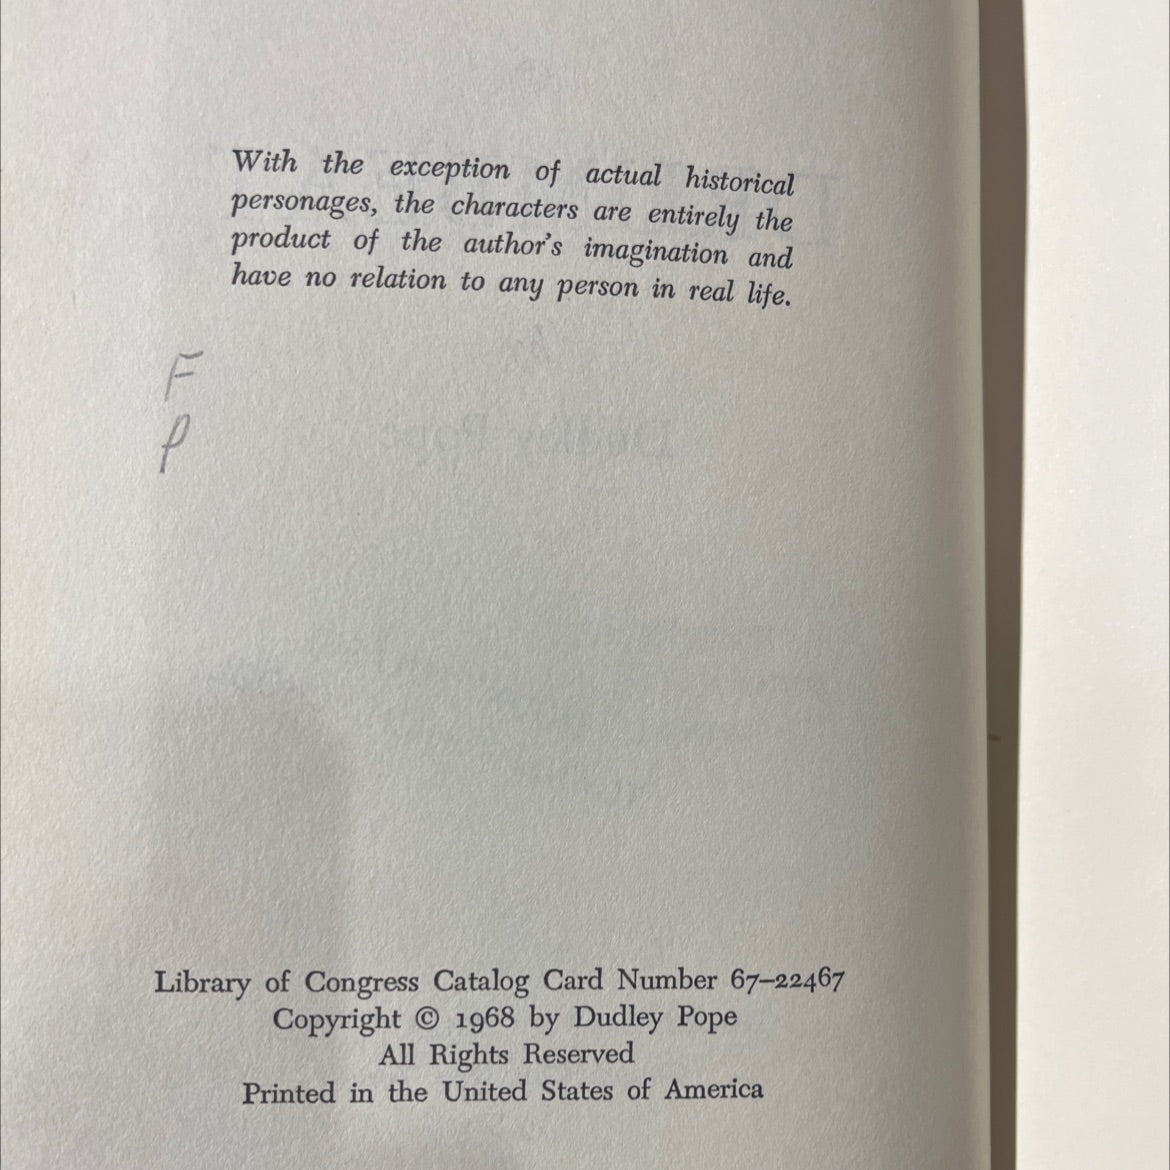 With the exception of actual historical
personages, the characters are entirely the
product of the author's imagination and
have no relation to any person in real life.
F
P
Library of Congress Catalog Card Number 67–22467
Copyright © 1968 by Dudley Pope
All Rights Reserved
Printed in the United States of America